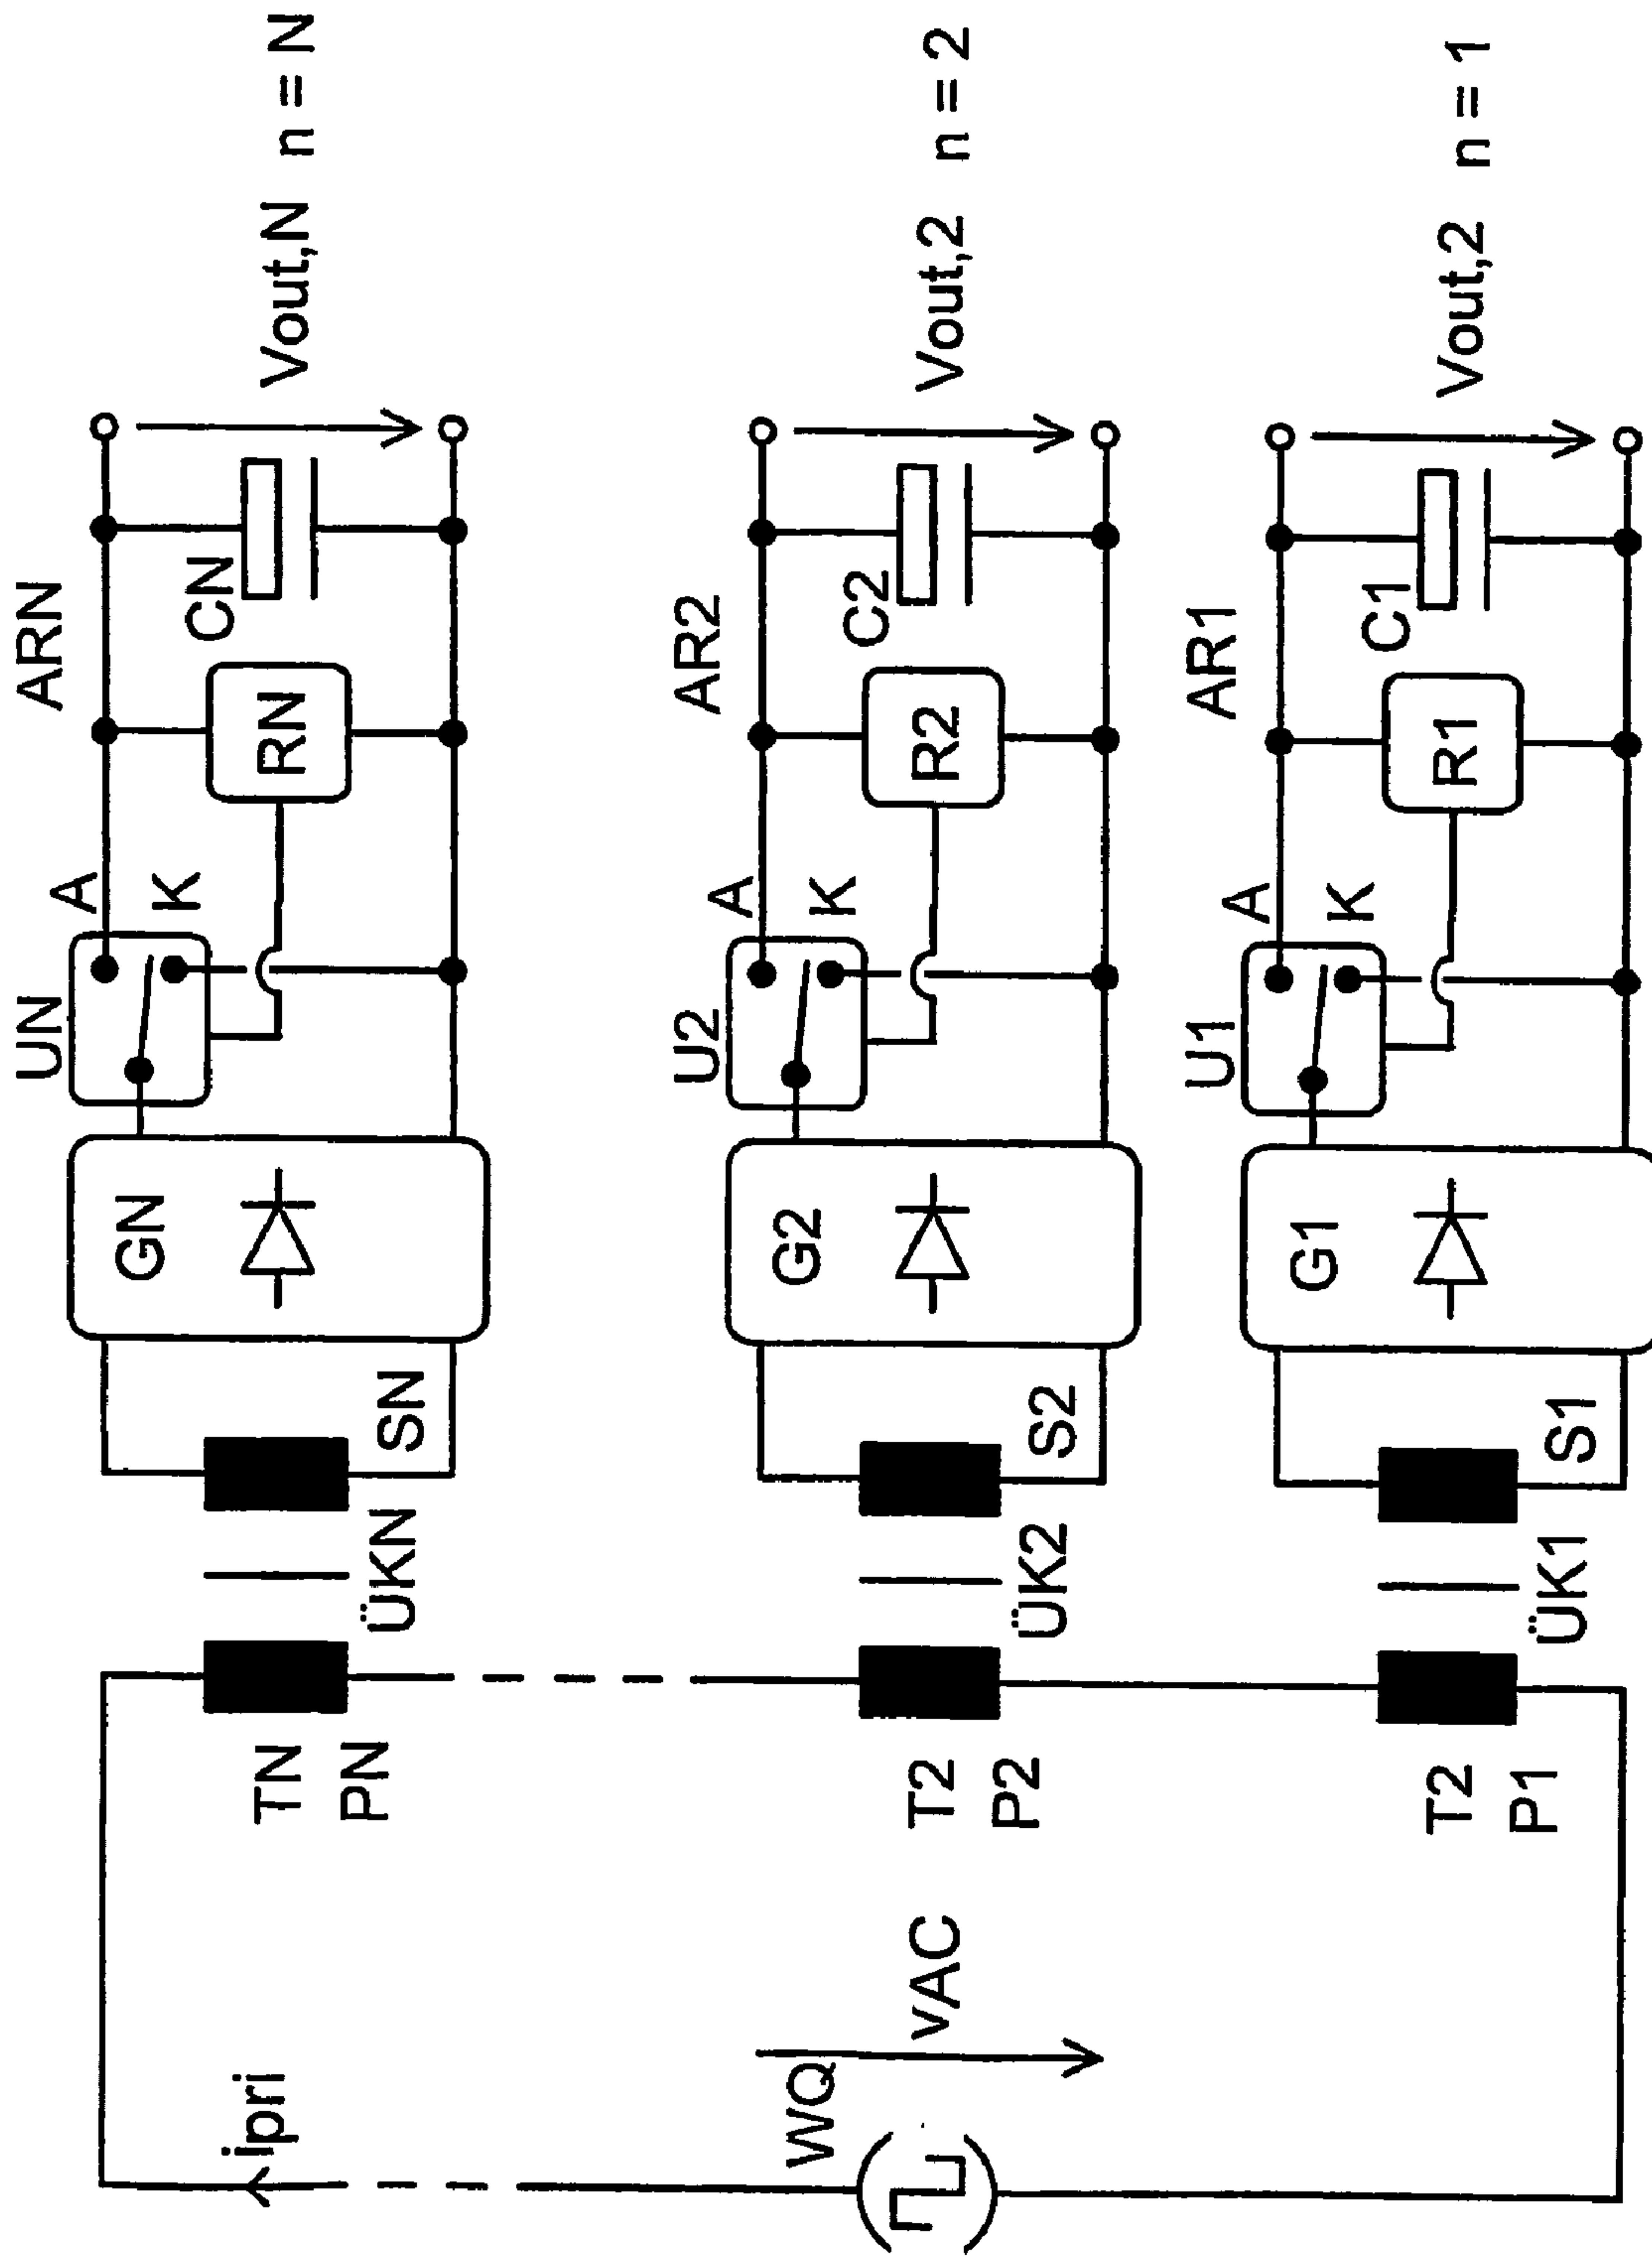 ipri
WQ
vAC
TN
PN
ÜKN
SN
GN
UN
A
K
RN
ARN
CN
Vout,N n = N
T2
P2
ÜK2
S2
G2
U2
A
K
R2
AR2
C2
Vout,2 n = 2
T2
P1
ÜK1
S1
G1
U1
A
K
R1
AR1
C1
Vout,2 n = 1